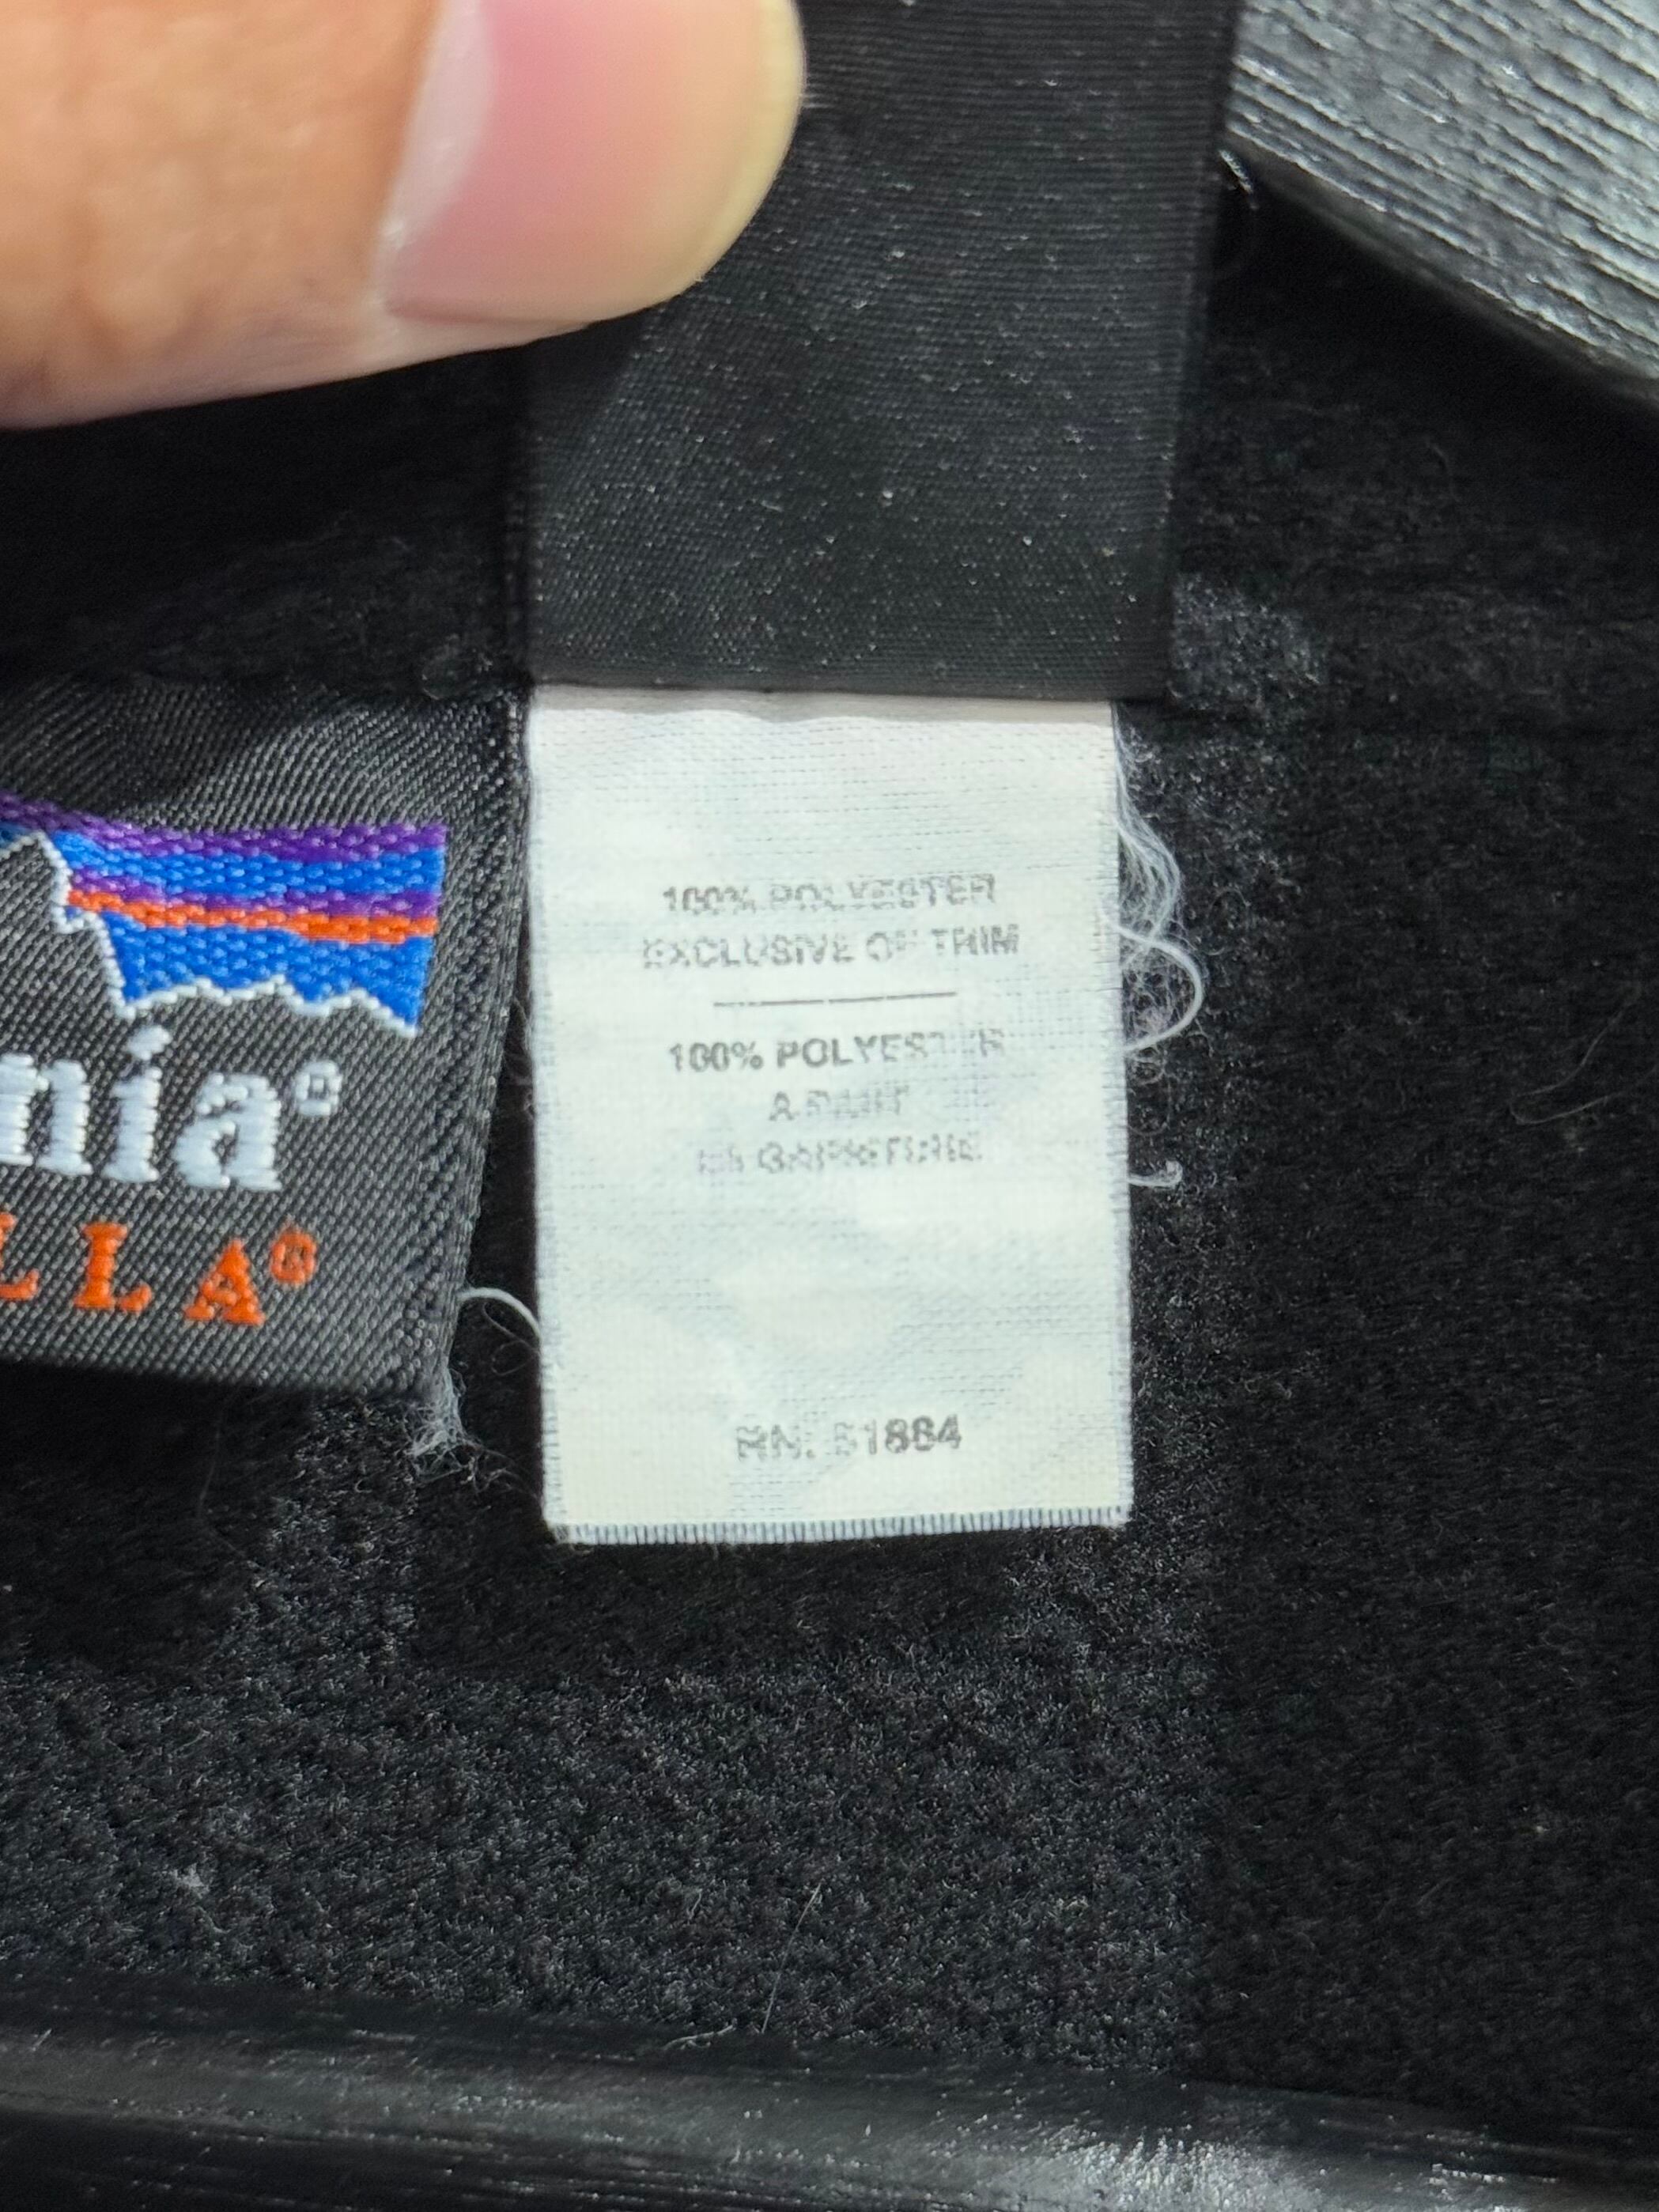 nia®
LLA®
100% POLYESTER
EXCLUSIVE OF TRIM
100% POLYESTER
RN: 51884